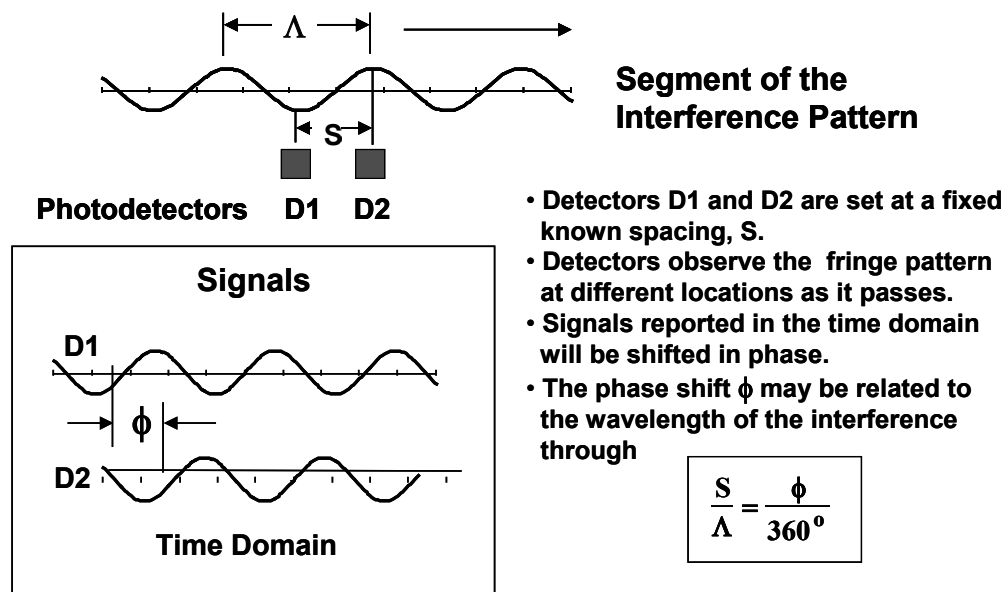 Λ
Segment of the
Interference Pattern
S
Photodetectors D1 D2
Signals
D1
ϕ
D2
Time Domain
• Detectors D1 and D2 are set at a fixed
known spacing, S.
• Detectors observe the fringe pattern
at different locations as it passes.
• Signals reported in the time domain
will be shifted in phase.
• The phase shift ϕ may be related to
the wavelength of the interference
through
S/Λ = ϕ/360°